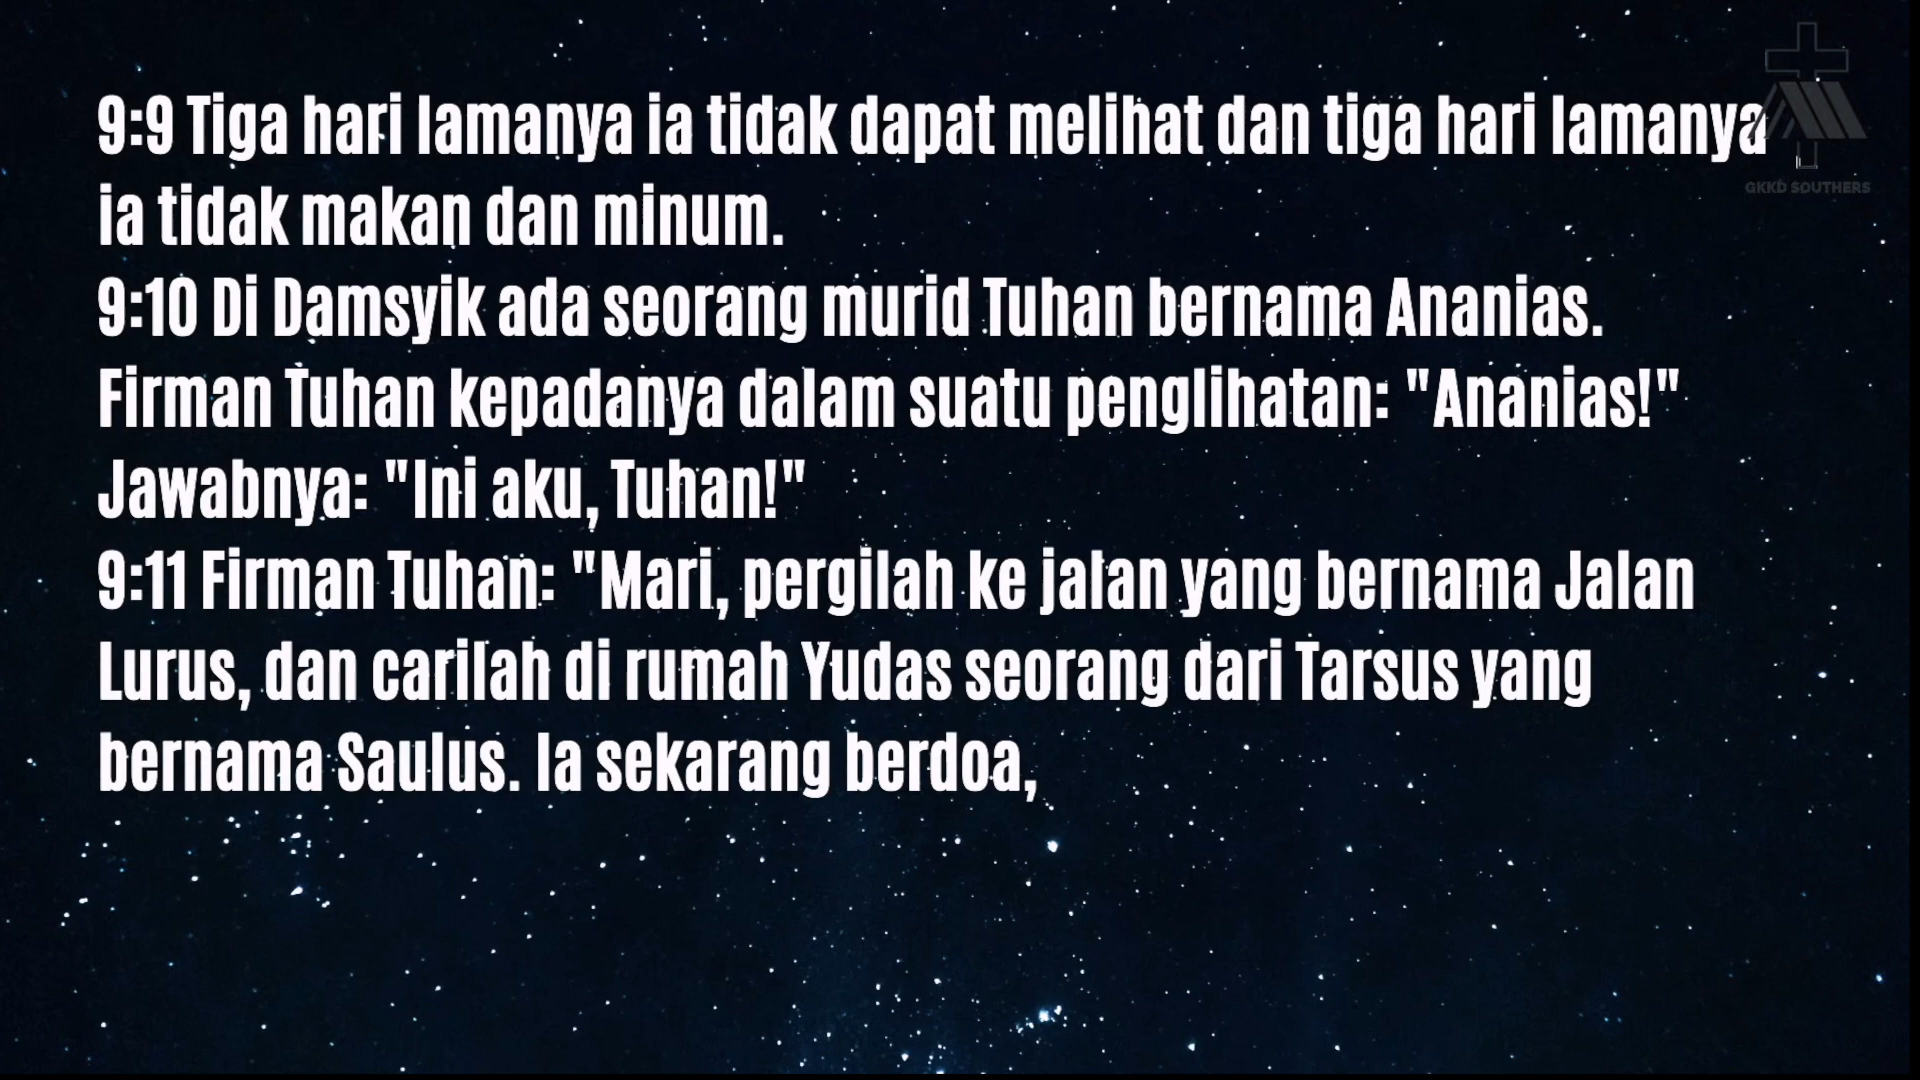 9:9 Tiga hari lamanya ia tidak dapat melihat dan tiga hari lamanya
ia tidak makan dan minum.
9:10 Di Damsyik ada seorang murid Tuhan bernama Ananias.
Firman Tuhan kepadanya dalam suatu penglihatan: "Ananias!"
Jawabnya: "Ini aku, Tuhan!"
9:11 Firman Tuhan: "Mari, pergilah ke jalan yang bernama Jalan
Lurus, dan carilah di rumah Yudas seorang dari Tarsus yang
bernama Saulus. Ia sekarang berdoa,
GKKD SOUTHERS